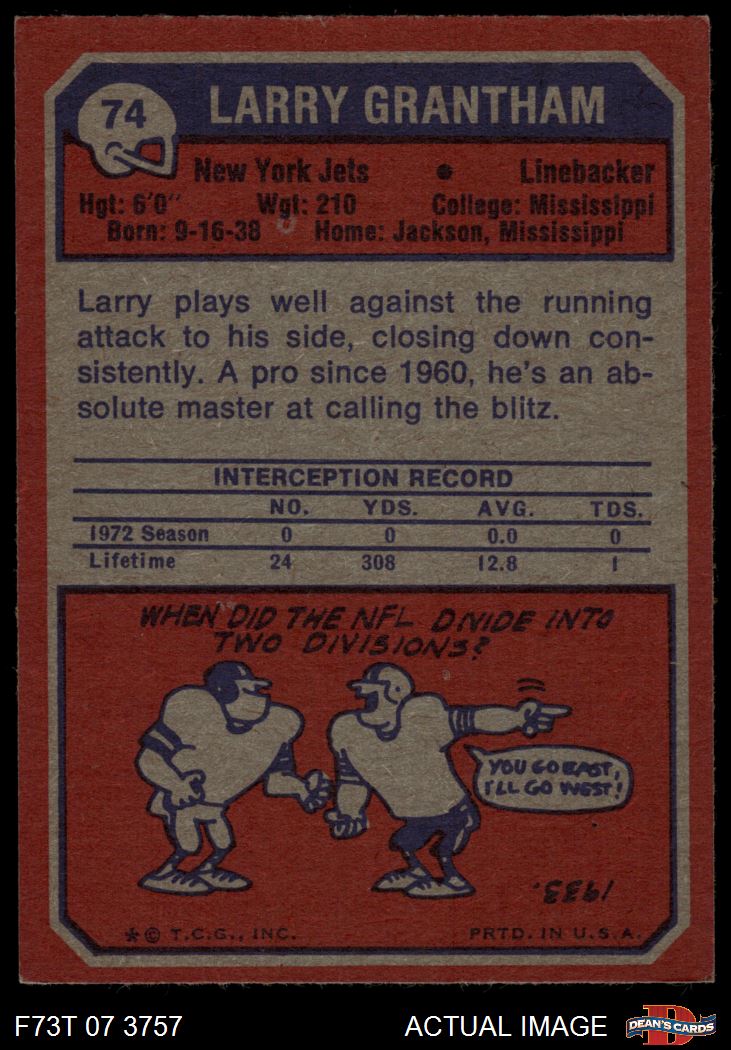 74
LARRY GRANTHAM
New York Jets • Linebacker
Hgt: 6'0" Wgt: 210 College: Mississippi
Born: 9-16-38 Home: Jackson, Mississippi
Larry plays well against the running
attack to his side, closing down con-
sistently. A pro since 1960, he's an ab-
solute master at calling the blitz.
INTERCEPTION RECORD
NO. YDS. AVG. TDS.
1972 Season 0 0 0.0 0
Lifetime 24 308 12.8 1
WHEN DID THE NFL DIVIDE INTO
TWO DIVISIONS?
YOU GO EAST,
I'LL GO WEST!
1933.
* © T.C.G., INC. PRTD. IN U.S.A.
F73T 07 3757 ACTUAL IMAGE
D
DEAN'S CARDS